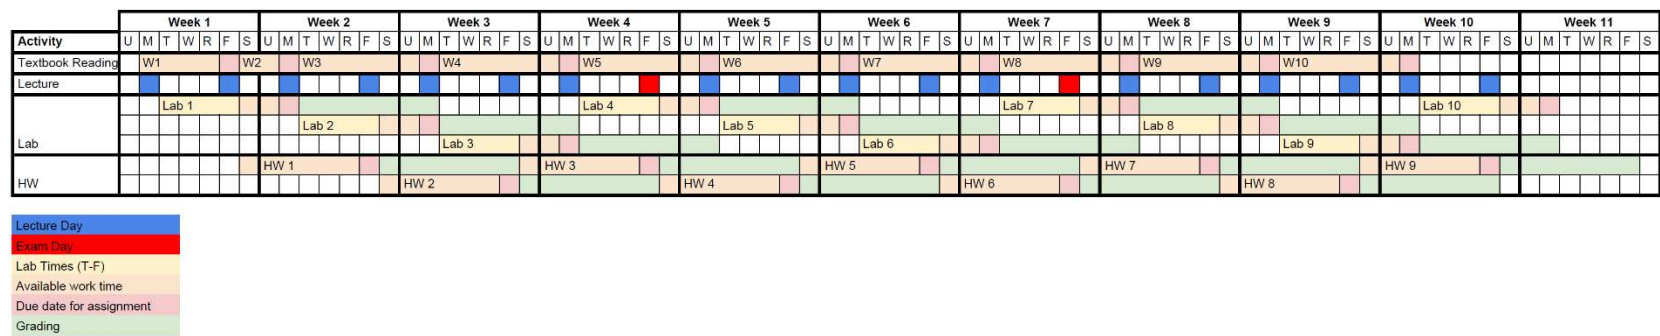 Week 1 Week 2 Week 3 Week 4 Week 5 Week 6 Week 7 Week 8 Week 9 Week 10 Week 11
Activity U M T W R F S U M T W R F S U M T W R F S U M T W R F S U M T W R F S U M T W R F S U M T W R F S U M T W R F S U M T W R F S U M T W R F S U M T W R F S
Textbook Reading W1 W2 W3 W4 W5 W6 W7 W8 W9 W10
Lecture
Lab 1 Lab 4 Lab 7 Lab 10
Lab 2 Lab 5 Lab 8
Lab Lab 3 Lab 6 Lab 9
HW 1 HW 3 HW 5 HW 7 HW 9
HW HW 2 HW 4 HW 6 HW 8
Lecture Day
Exam Day
Lab Times (T-F)
Available work time
Due date for assignment
Grading